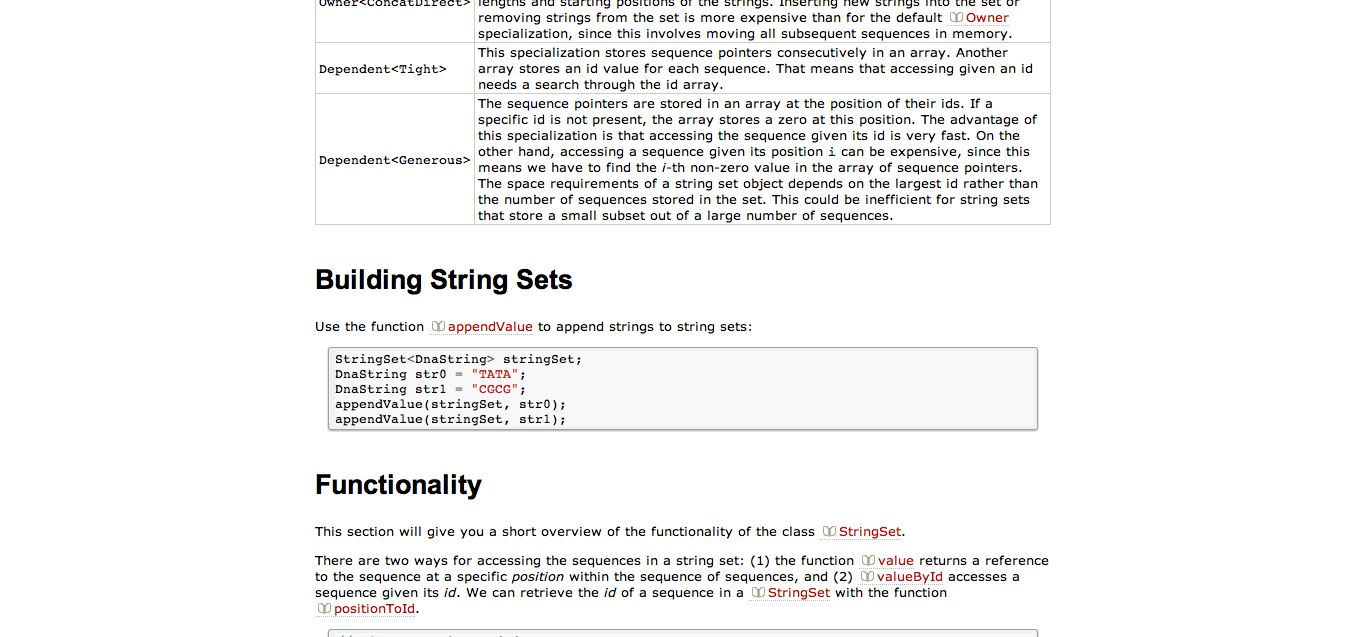 Owner<ConcatDirect>
lengths and starting positions of the strings. Inserting new strings into the set or
removing strings from the set is more expensive than for the default Owner
specialization, since this involves moving all subsequent sequences in memory.
Dependent<Tight>
This specialization stores sequence pointers consecutively in an array. Another
array stores an id value for each sequence. That means that accessing given an id
needs a search through the id array.
Dependent<Generous>
The sequence pointers are stored in an array at the position of their ids. If a
specific id is not present, the array stores a zero at this position. The advantage of
this specialization is that accessing the sequence given its id is very fast. On the
other hand, accessing a sequence given its position i can be expensive, since this
means we have to find the i-th non-zero value in the array of sequence pointers.
The space requirements of a string set object depends on the largest id rather than
the number of sequences stored in the set. This could be inefficient for string sets
that store a small subset out of a large number of sequences.
Building String Sets
Use the function appendValue to append strings to string sets:
StringSet<DnaString> stringSet;
DnaString str0 = "TATA";
DnaString str1 = "CGCG";
appendValue(stringSet, str0);
appendValue(stringSet, str1);
Functionality
This section will give you a short overview of the functionality of the class StringSet.
There are two ways for accessing the sequences in a string set: (1) the function value returns a reference
to the sequence at a specific position within the sequence of sequences, and (2) valueById accesses a
sequence given its id. We can retrieve the id of a sequence in a StringSet with the function
positionToId.